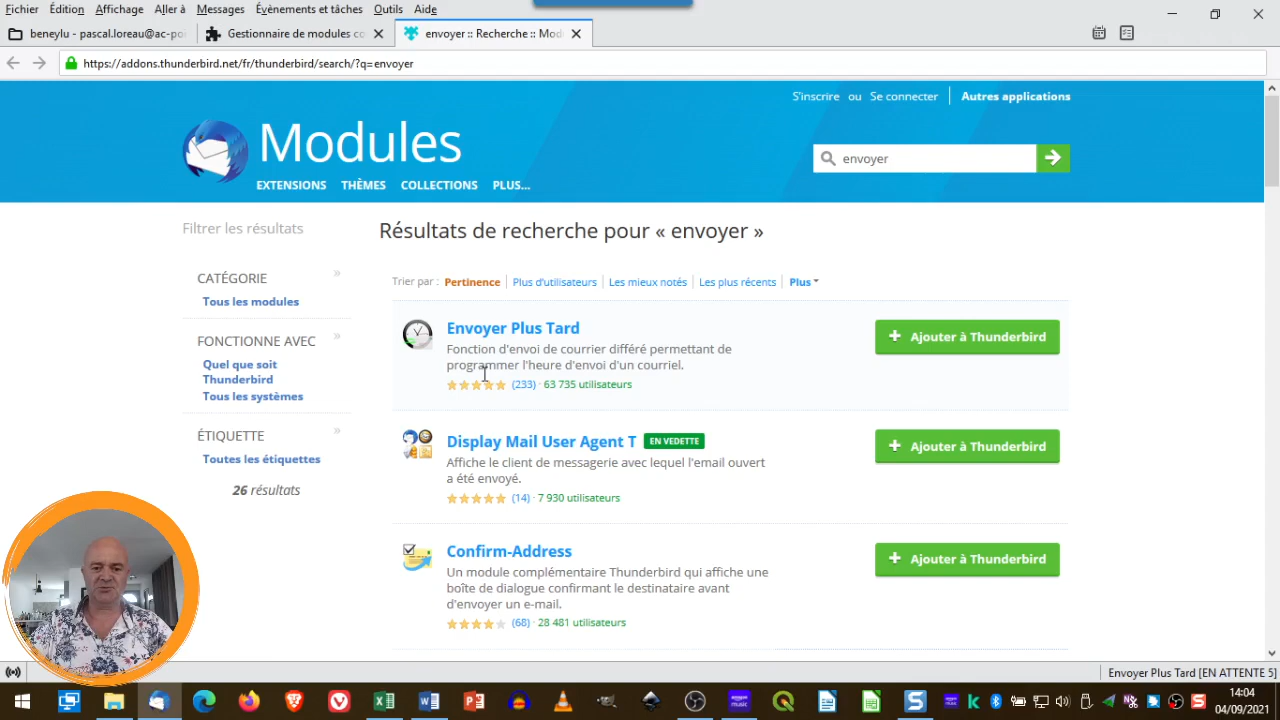 Fichier Édition Affichage Aller à Messages Évènements et tâches Outils Aide
beneylu - pascal.loreau@ac-poi
Gestionnaire de modules co
envoyer :: Recherche :: Mod
https://addons.thunderbird.net/fr/thunderbird/search/?q=envoyer
S'inscrire ou Se connecter Autres applications
Modules
envoyer
EXTENSIONS THÈMES COLLECTIONS PLUS...
Filtrer les résultats
CATÉGORIE »
Tous les modules
FONCTIONNE AVEC »
Quel que soit
Thunderbird
Tous les systèmes
ÉTIQUETTE »
Toutes les étiquettes
26 résultats
Résultats de recherche pour « envoyer »
Trier par : Pertinence Plus d'utilisateurs Les mieux notés Les plus récents Plus
Envoyer Plus Tard
Fonction d'envoi de courrier différé permettant de
programmer l'heure d'envoi d'un courriel.
(233) · 63 735 utilisateurs
+ Ajouter à Thunderbird
Display Mail User Agent T EN VEDETTE
Affiche le client de messagerie avec lequel l'email ouvert
a été envoyé.
(14) · 7 930 utilisateurs
+ Ajouter à Thunderbird
Confirm-Address
Un module complémentaire Thunderbird qui affiche une
boîte de dialogue confirmant le destinataire avant
d'envoyer un e-mail.
(68) · 28 481 utilisateurs
+ Ajouter à Thunderbird
Envoyer Plus Tard [EN ATTENTE 5]
14:04
04/09/2021